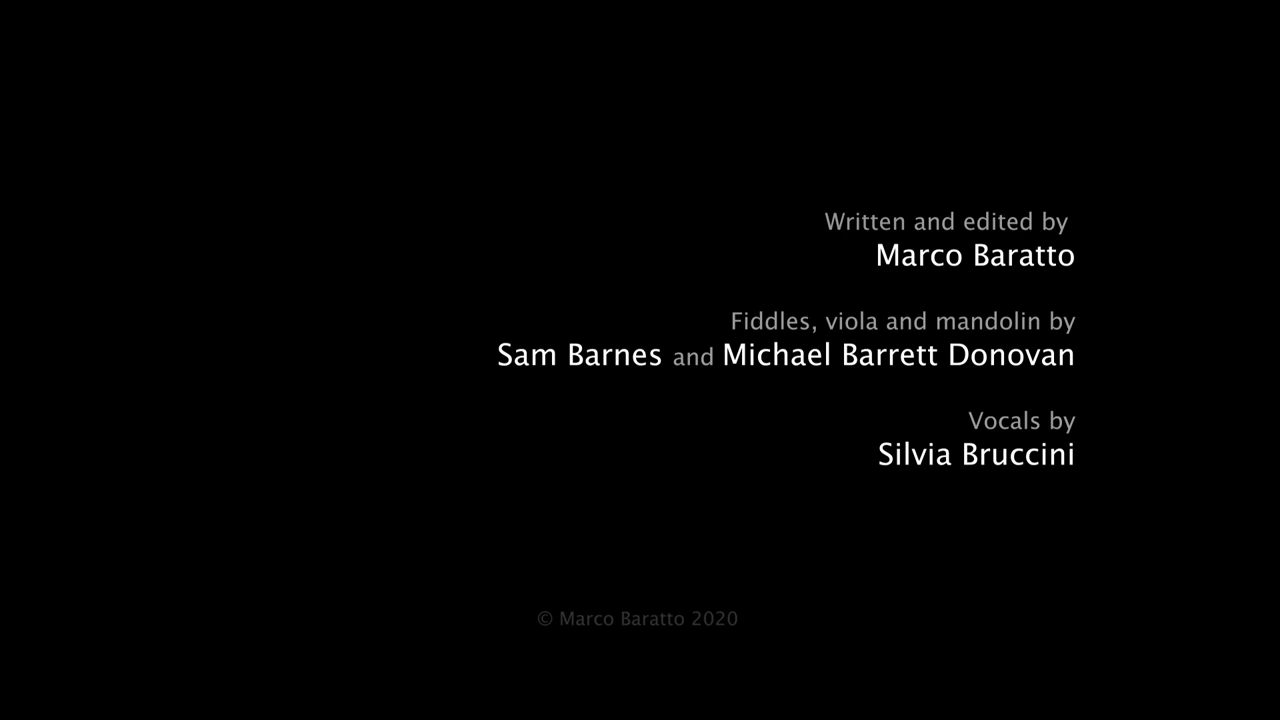 Written and edited by
Marco Baratto
Fiddles, viola and mandolin by
Sam Barnes and Michael Barrett Donovan
Vocals by
Silvia Bruccini
© Marco Baratto 2020